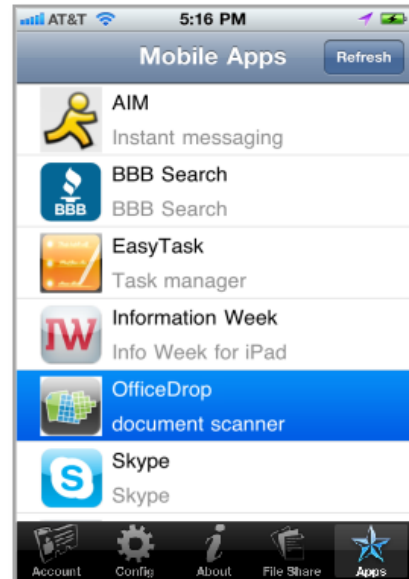 AT&T 5:16 PM
Mobile Apps Refresh
AIM
Instant messaging
BBB Search
BBB
BBB Search
EasyTask
Task manager
Information Week
IW
Info Week for iPad
OfficeDrop
document scanner
Skype
S
Skype
Account Config About File Share Apps